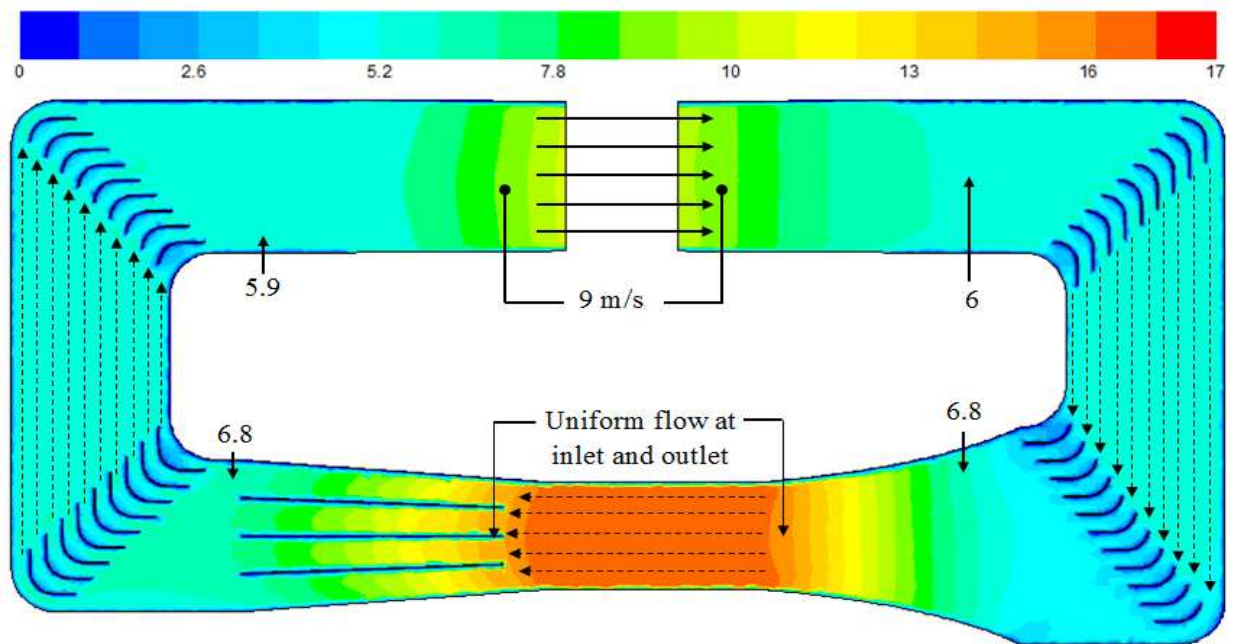 0 2.6 5.2 7.8 10 13 16 17
5.9
9 m/s
6
6.8
Uniform flow at
inlet and outlet
6.8